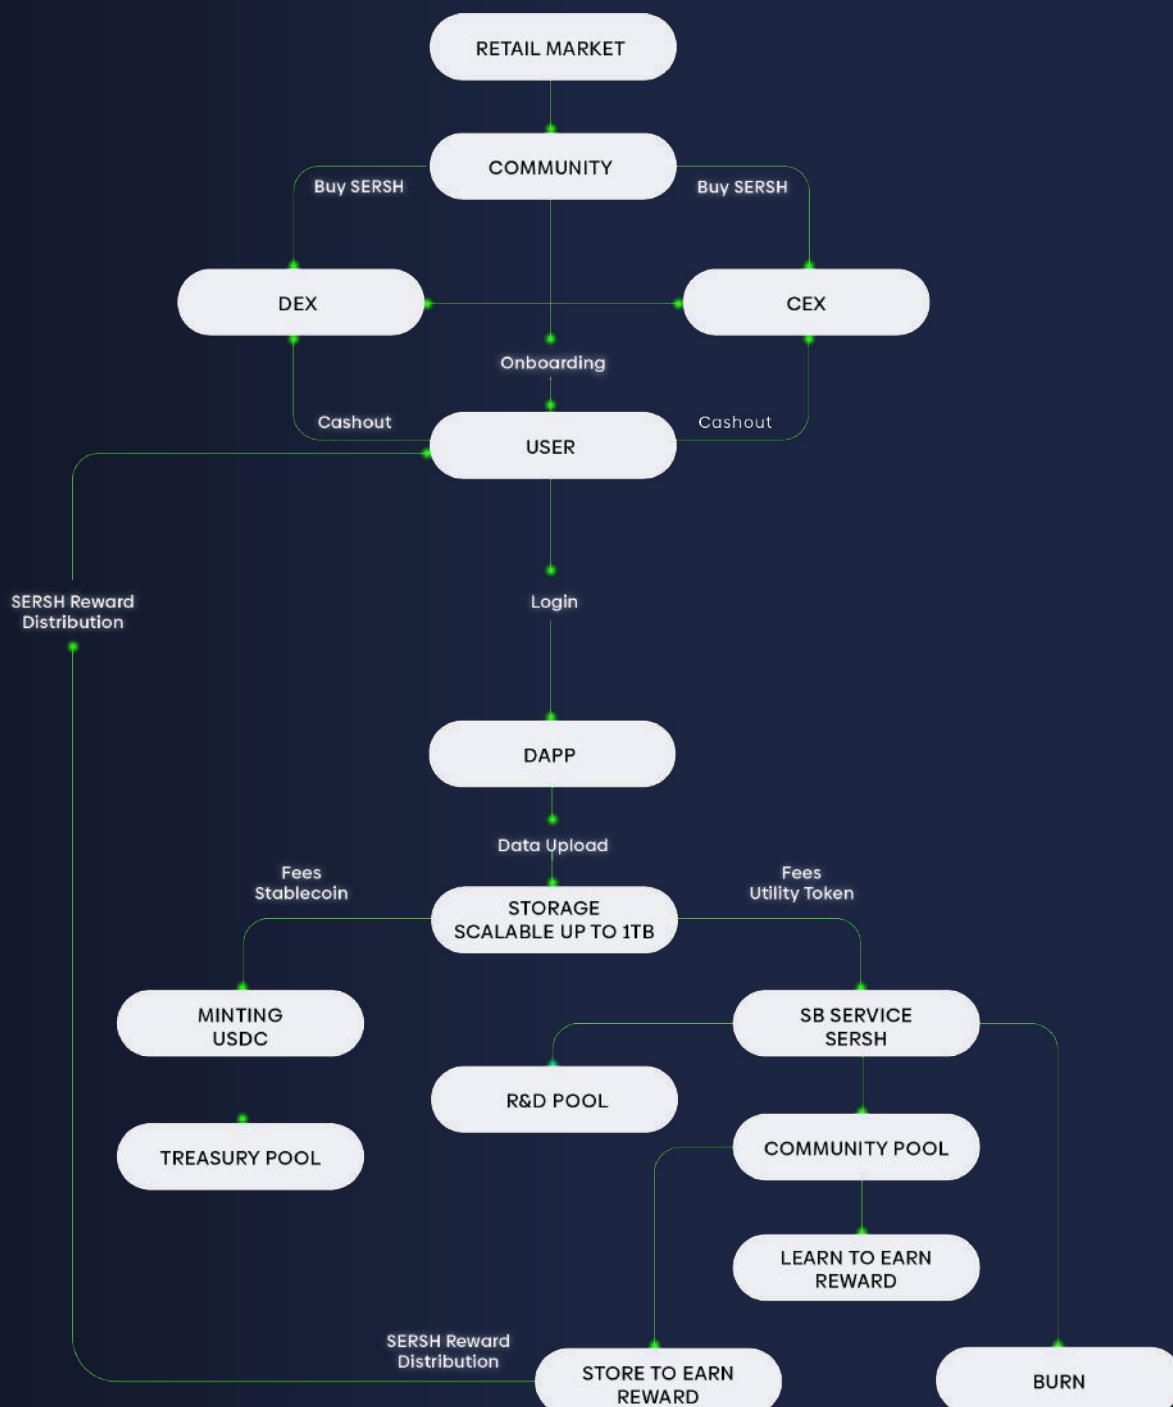 RETAIL MARKET
COMMUNITY
Buy SERSH
Buy SERSH
DEX
CEX
Onboarding
Cashout
Cashout
USER
SERSH Reward
Distribution
Login
DAPP
Data Upload
Fees
Stablecoin
Fees
Utility Token
STORAGE
SCALABLE UP TO 1TB
MINTING
USDC
SB SERVICE
SERSH
R&D POOL
TREASURY POOL
COMMUNITY POOL
LEARN TO EARN
REWARD
SERSH Reward
Distribution
STORE TO EARN
REWARD
BURN